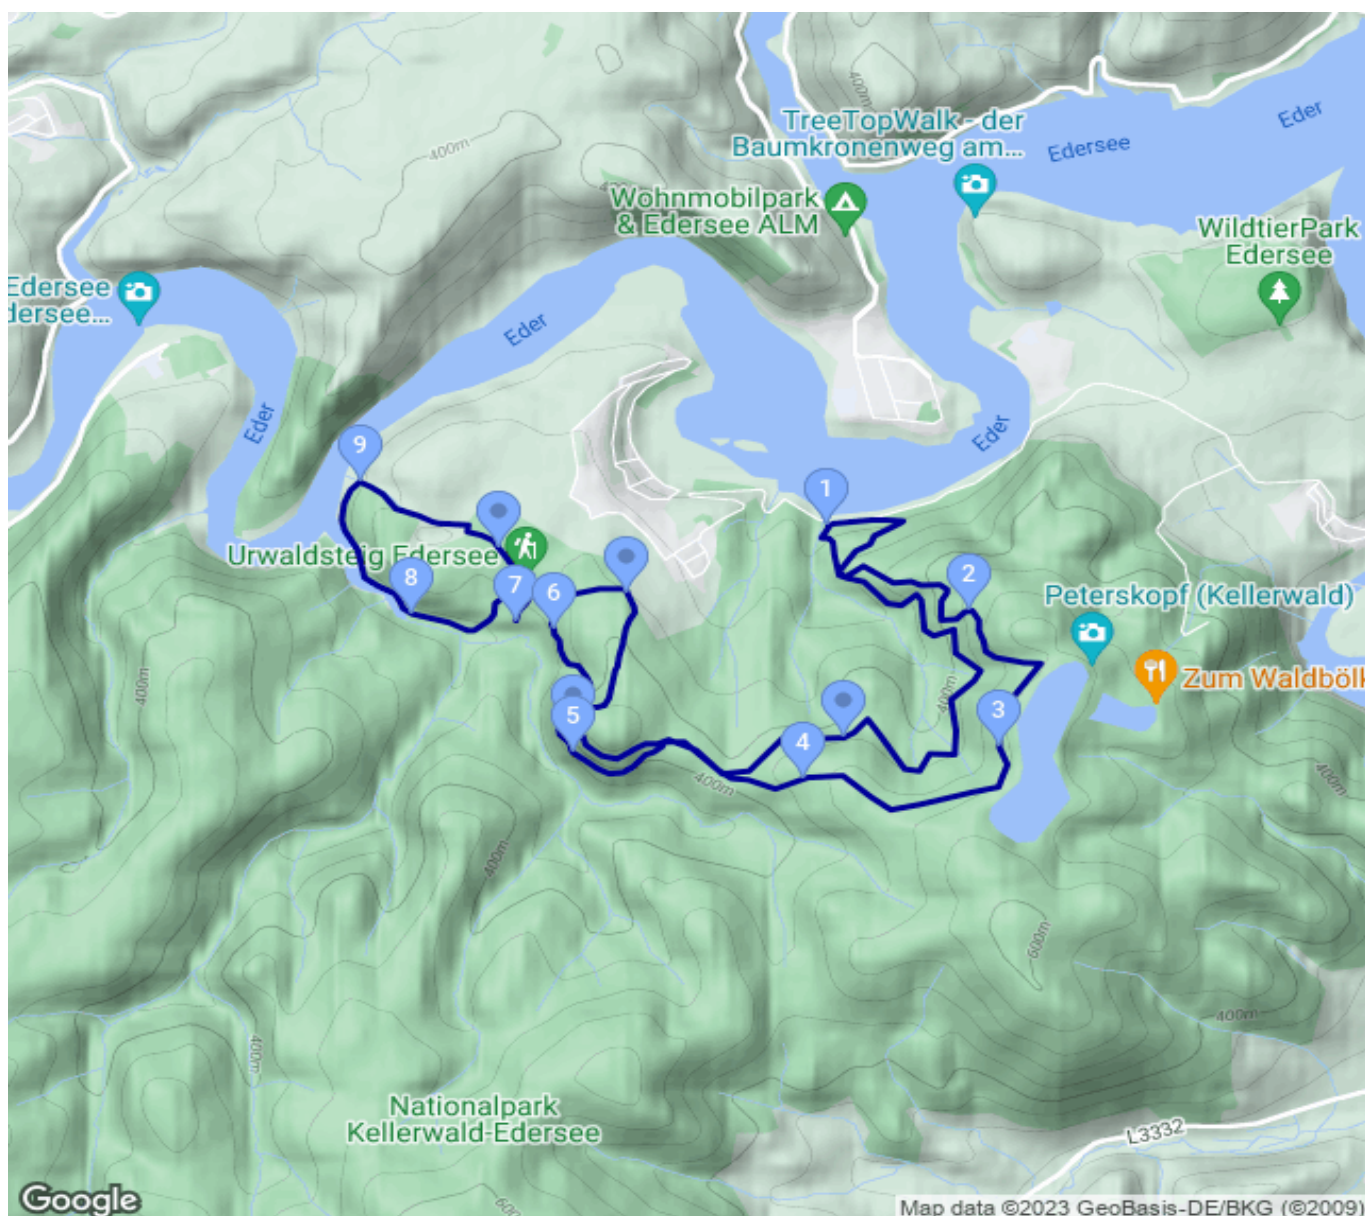 400m
400m
TreeTopWalk - der
Baumkronenweg am...
Edersee
Eder
Wohnmobilpark
& Edersee ALM
WildtierPark
Edersee
Edersee
dersee...
Eder
Eder
Eder
9
1
Urwaldsteig Edersee
8
7
6
2
Peterskopf (Kellerwald)
Zum Waldbölk
400m
400m
5
4
3
400m
400m
400m
600m
400m
400m
Nationalpark
Kellerwald-Edersee
L3332
600
Google
Map data ©2023 GeoBasis-DE/BKG (©2009)